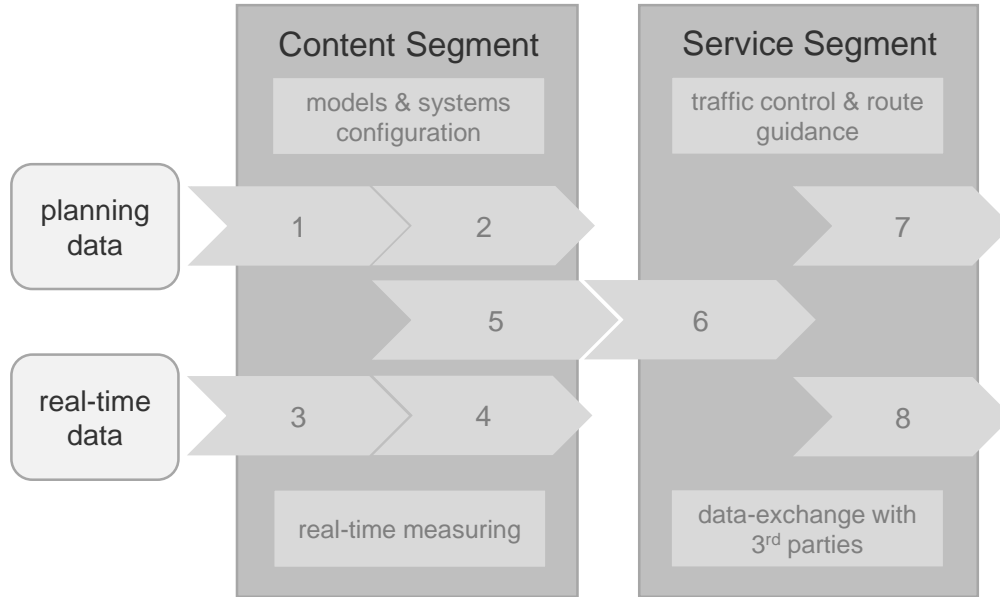 Content Segment
models & systems
configuration
Service Segment
traffic control & route
guidance
planning
data
1
2
7
5
6
real-time
data
3
4
8
real-time measuring
data-exchange with
3rd parties